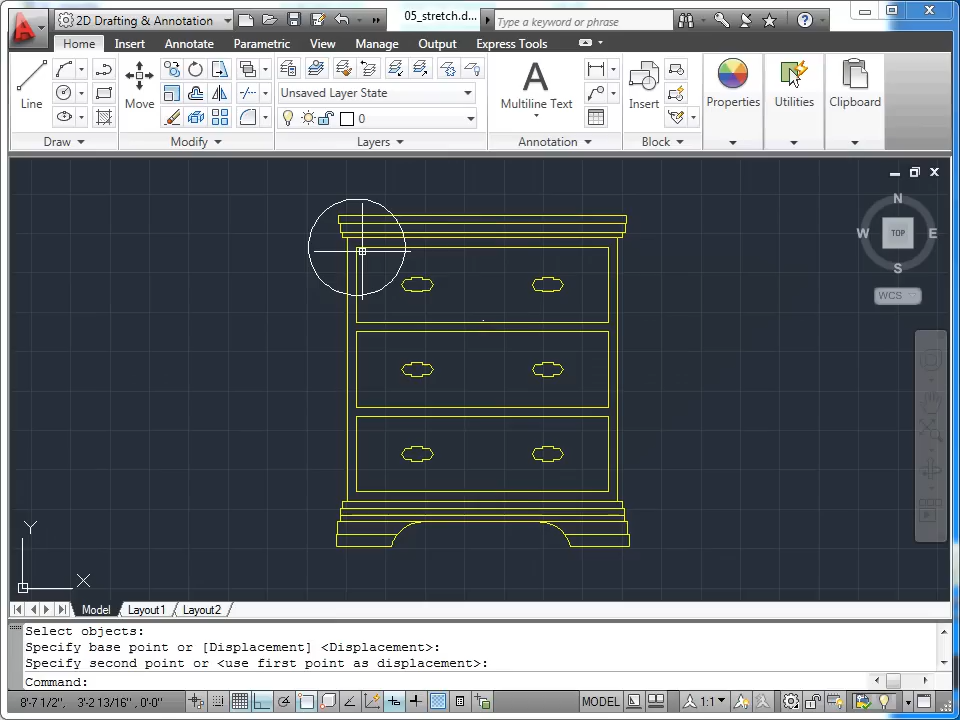 2D Drafting & Annotation
05_stretch.d...
Type a keyword or phrase
Home
Insert
Annotate
Parametric
View
Manage
Output
Express Tools
Line
Move
Unsaved Layer State
0
Multiline Text
Insert
Properties
Utilities
Clipboard
Draw
Modify
Layers
Annotation
Block
N
W
TOP
E
S
WCS
Y
X
Model
Layout1
Layout2
Select objects:
Specify base point or [Displacement] <Displacement>:
Specify second point or <use first point as displacement>:
Command:
8'-7 1/2", 3'-2 13/16", 0'-0"
MODEL
1:1